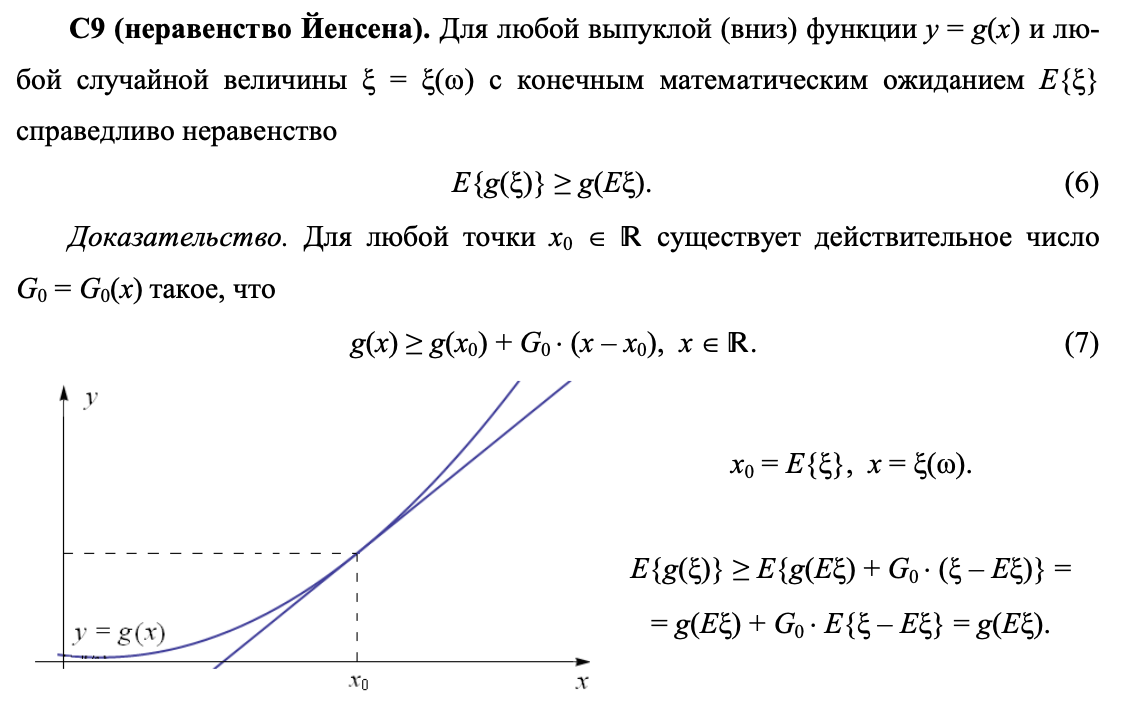 С9 (неравенство Йенсена). Для любой выпуклой (вниз) функции y = g(x) и лю-
бой случайной величины ξ = ξ(ω) с конечным математическим ожиданием E{ξ}
справедливо неравенство
E{g(ξ)} ≥ g(Eξ). (6)
Доказательство. Для любой точки x₀ ∈ ℝ существует действительное число
G₀ = G₀(x) такое, что
g(x) ≥ g(x₀) + G₀ · (x – x₀), x ∈ ℝ. (7)
y
x₀ = E{ξ}, x = ξ(ω).
E{g(ξ)} ≥ E{g(Eξ) + G₀ · (ξ – Eξ)} =
= g(Eξ) + G₀ · E{ξ – Eξ} = g(Eξ).
y = g(x)
x₀
x